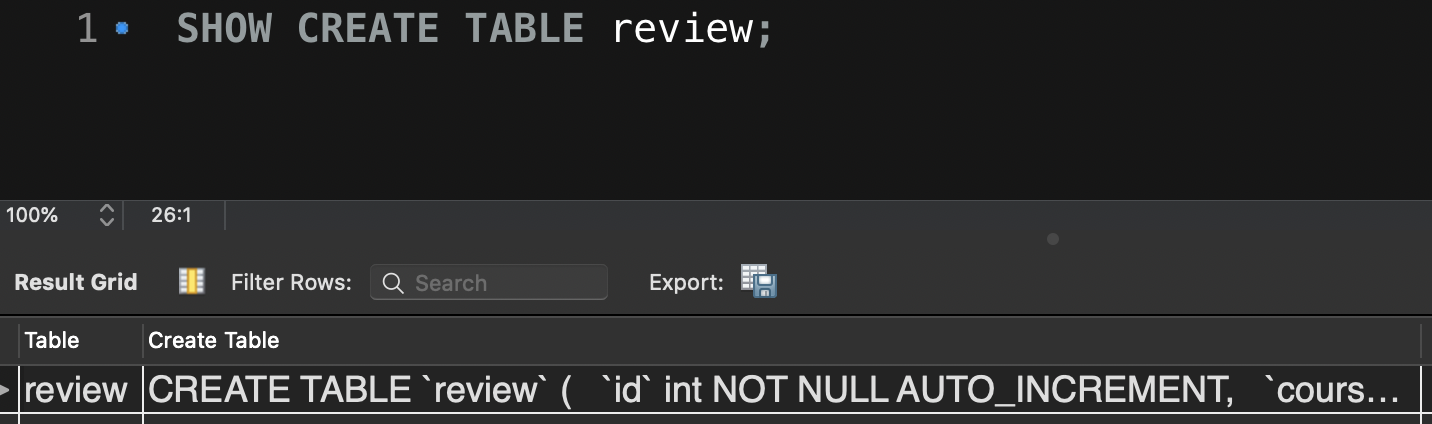 1 SHOW CREATE TABLE review;
100% 26:1
Result Grid Filter Rows: Search Export:
Table Create Table
review CREATE TABLE `review` ( `id` int NOT NULL AUTO_INCREMENT, `cours...